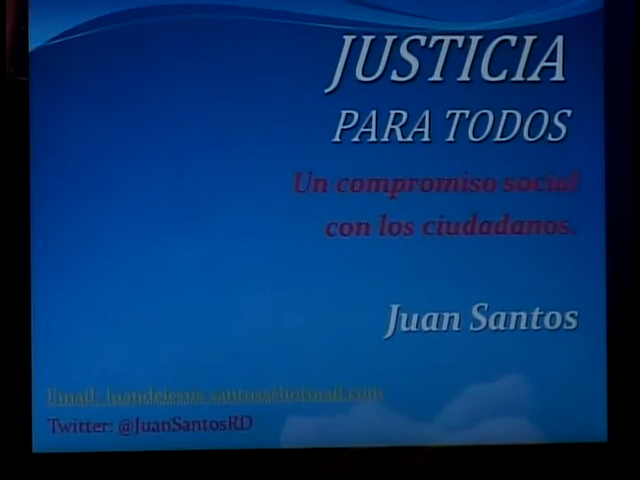 JUSTICIA
PARA TODOS
Un compromiso social
con los ciudadanos.
Juan Santos
Email:
Twitter: @JuanSantosRD